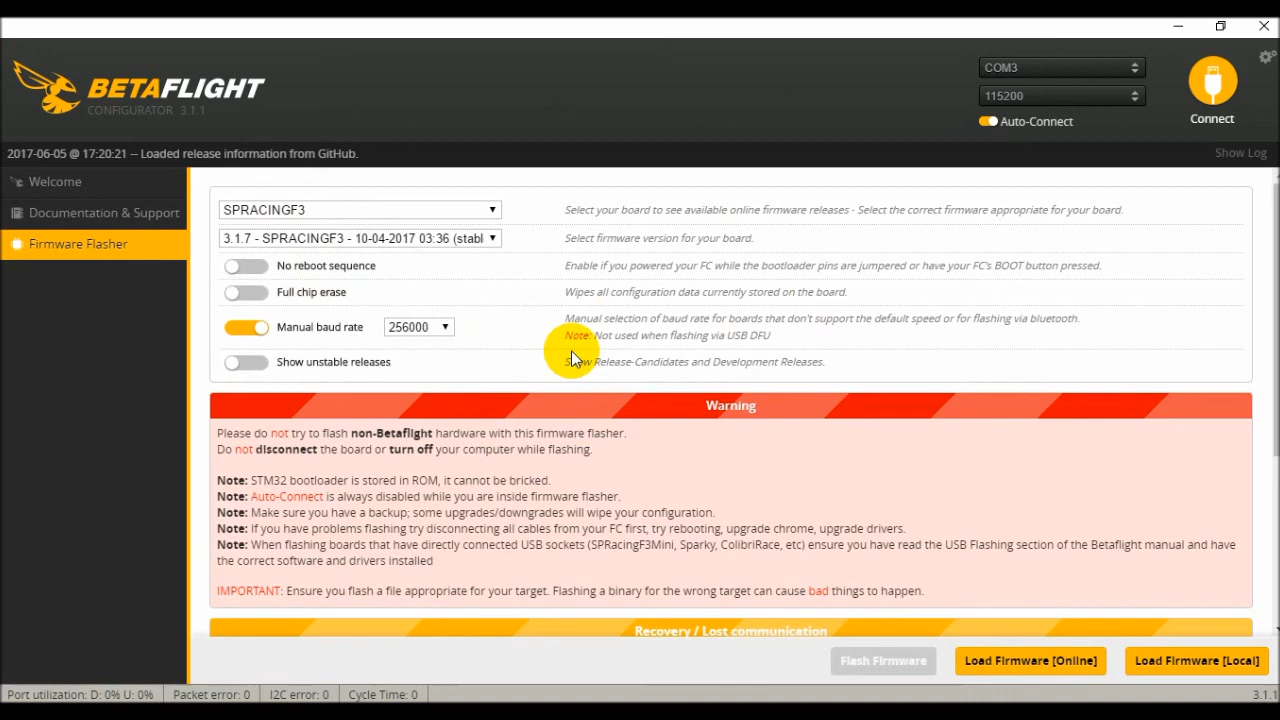 BETAFLIGHT
CONFIGURATOR 3.1.1
COM3
115200
Auto-Connect
Connect
2017-06-05 @ 17:20:21 -- Loaded release information from GitHub.
Show Log
Welcome
Documentation & Support
Firmware Flasher
SPRACINGF3
Select your board to see available online firmware releases - Select the correct firmware appropriate for your board.
3.1.7 - SPRACINGF3 - 10-04-2017 03:36 (stabl
Select firmware version for your board.
No reboot sequence
Enable if you powered your FC while the bootloader pins are jumpered or have your FC's BOOT button pressed.
Full chip erase
Wipes all configuration data currently stored on the board.
Manual baud rate
256000
Manual selection of baud rate for boards that don't support the default speed or for flashing via bluetooth.
Note: Not used when flashing via USB DFU
Show unstable releases
Show Release-Candidates and Development Releases.
Warning
Please do not try to flash non-Betaflight hardware with this firmware flasher.
Do not disconnect the board or turn off your computer while flashing.
Note: STM32 bootloader is stored in ROM, it cannot be bricked.
Note: Auto-Connect is always disabled while you are inside firmware flasher.
Note: Make sure you have a backup; some upgrades/downgrades will wipe your configuration.
Note: If you have problems flashing try disconnecting all cables from your FC first, try rebooting, upgrade chrome, upgrade drivers.
Note: When flashing boards that have directly connected USB sockets (SPRacingF3Mini, Sparky, ColibriRace, etc) ensure you have read the USB Flashing section of the Betaflight manual and have
the correct software and drivers installed
IMPORTANT: Ensure you flash a file appropriate for your target. Flashing a binary for the wrong target can cause bad things to happen.
Recovery / Lost communication
Flash Firmware
Load Firmware [Online]
Load Firmware [Local]
Port utilization: D: 0% U: 0%
Packet error: 0
I2C error: 0
Cycle Time: 0
3.1.1